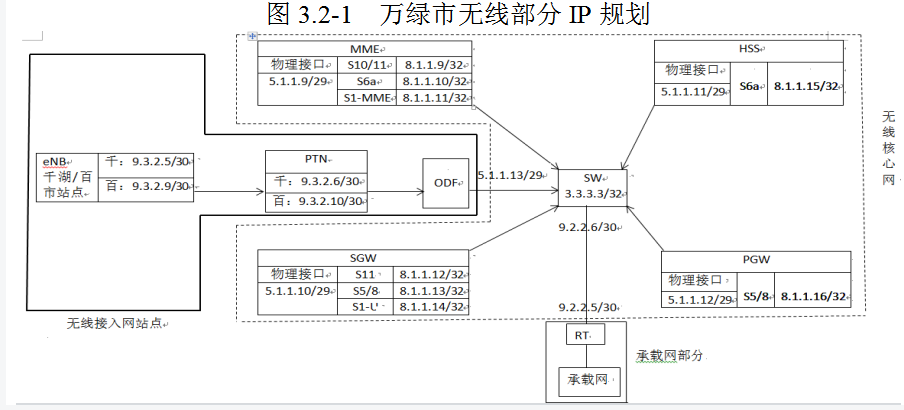 图 3.2-1 万绿市无线部分 IP 规划
MME
物理接口 S10/11 8.1.1.9/32
5.1.1.9/29 S6a 8.1.1.10/32
S1-MME 8.1.1.11/32
HSS
物理接口
S6a 8.1.1.15/32
5.1.1.11/29
无线核心网
eNB
千湖/百市站点
千：9.3.2.5/30
百：9.3.2.9/30
PTN
千：9.3.2.6/30
百：9.3.2.10/30
ODF
5.1.1.13/29
SW
3.3.3.3/32
9.2.2.6/30
SGW
物理接口 S11 8.1.1.12/32
5.1.1.10/29 S5/8 8.1.1.13/32
S1-U 8.1.1.14/32
PGW
物理接口
S5/8 8.1.1.16/32
5.1.1.12/29
9.2.2.5/30
无线接入网站点
RT
承载网部分
承载网